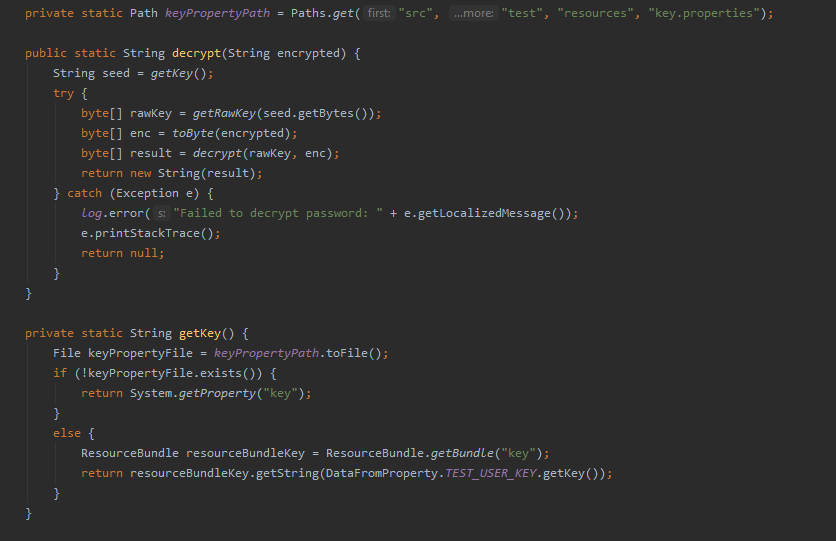 private static Path keyPropertyPath = Paths.get( first: "src", ...more: "test", "resources", "key.properties");
public static String decrypt(String encrypted) {
String seed = getKey();
try {
byte[] rawKey = getRawKey(seed.getBytes());
byte[] enc = toByte(encrypted);
byte[] result = decrypt(rawKey, enc);
return new String(result);
} catch (Exception e) {
log.error( s: "Failed to decrypt password: " + e.getLocalizedMessage());
e.printStackTrace();
return null;
}
}
private static String getKey() {
File keyPropertyFile = keyPropertyPath.toFile();
if (!keyPropertyFile.exists()) {
return System.getProperty("key");
}
else {
ResourceBundle resourceBundleKey = ResourceBundle.getBundle("key");
return resourceBundleKey.getString(DataFromProperty.TEST_USER_KEY.getKey());
}
}